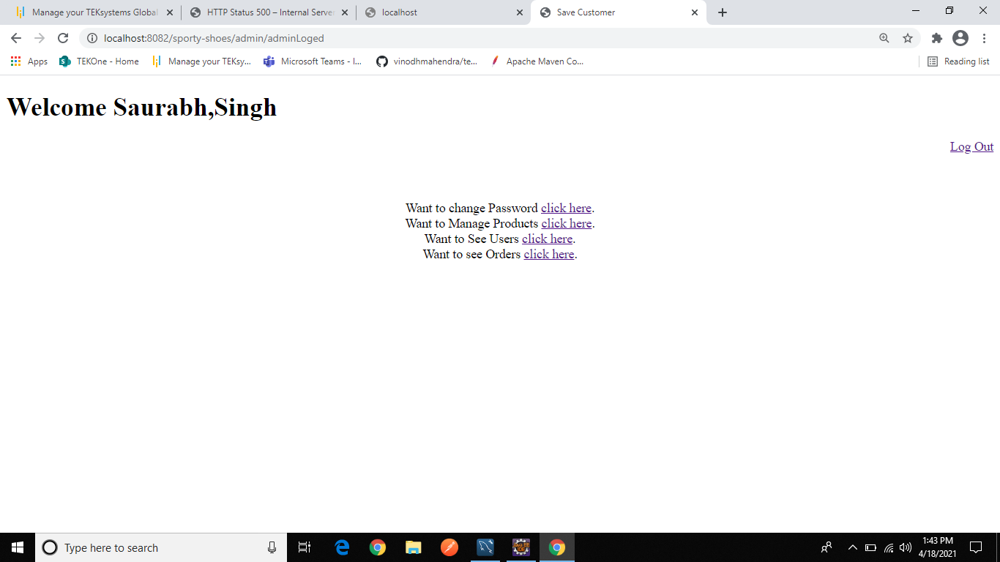 Manage your TEKsystems Global
HTTP Status 500 – Internal Server
localhost
Save Customer
localhost:8082/sporty-shoes/admin/adminLoged
Apps
TEKOne - Home
Manage your TEKsy...
Microsoft Teams - I...
vinodhmahendra/te...
Apache Maven Co...
Reading list
Welcome Saurabh,Singh
Log Out
Want to change Password click here.
Want to Manage Products click here.
Want to See Users click here.
Want to see Orders click here.
Type here to search
1:43 PM
4/18/2021